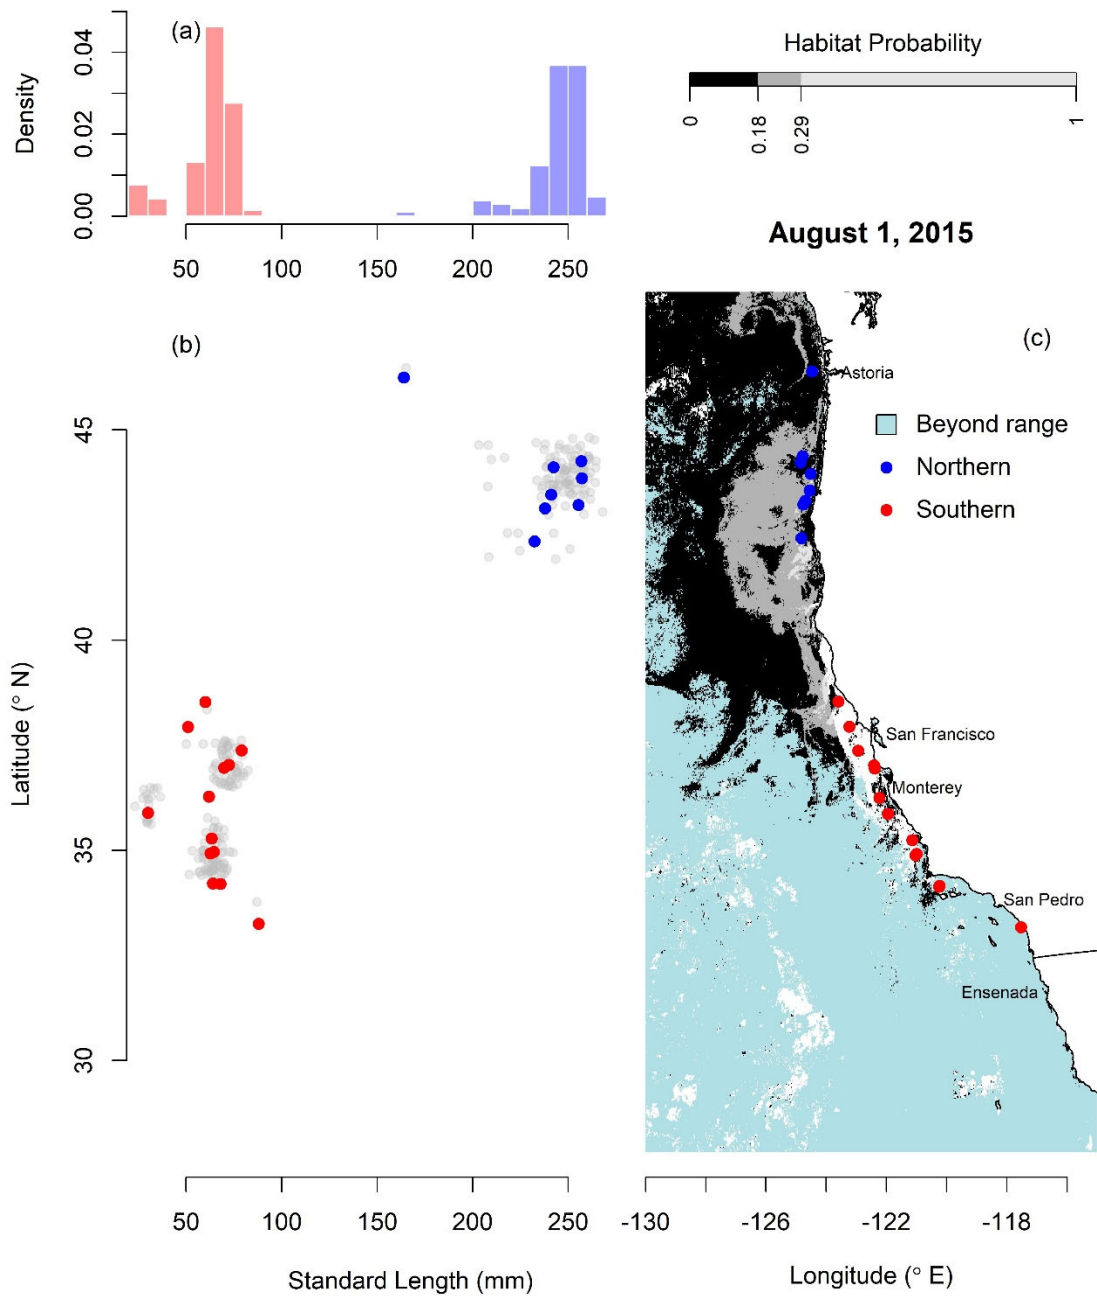 (a)
Density
0.04
0.02
0.00
50
100
150
200
250
Habitat Probability
0
0.18
0.29
1
August 1, 2015
(b)
Latitude (° N)
45
40
35
30
50
100
150
200
250
Standard Length (mm)
(c)
Astoria
Beyond range
Northern
Southern
San Francisco
Monterey
San Pedro
Ensenada
-130
-126
-122
-118
Longitude (° E)